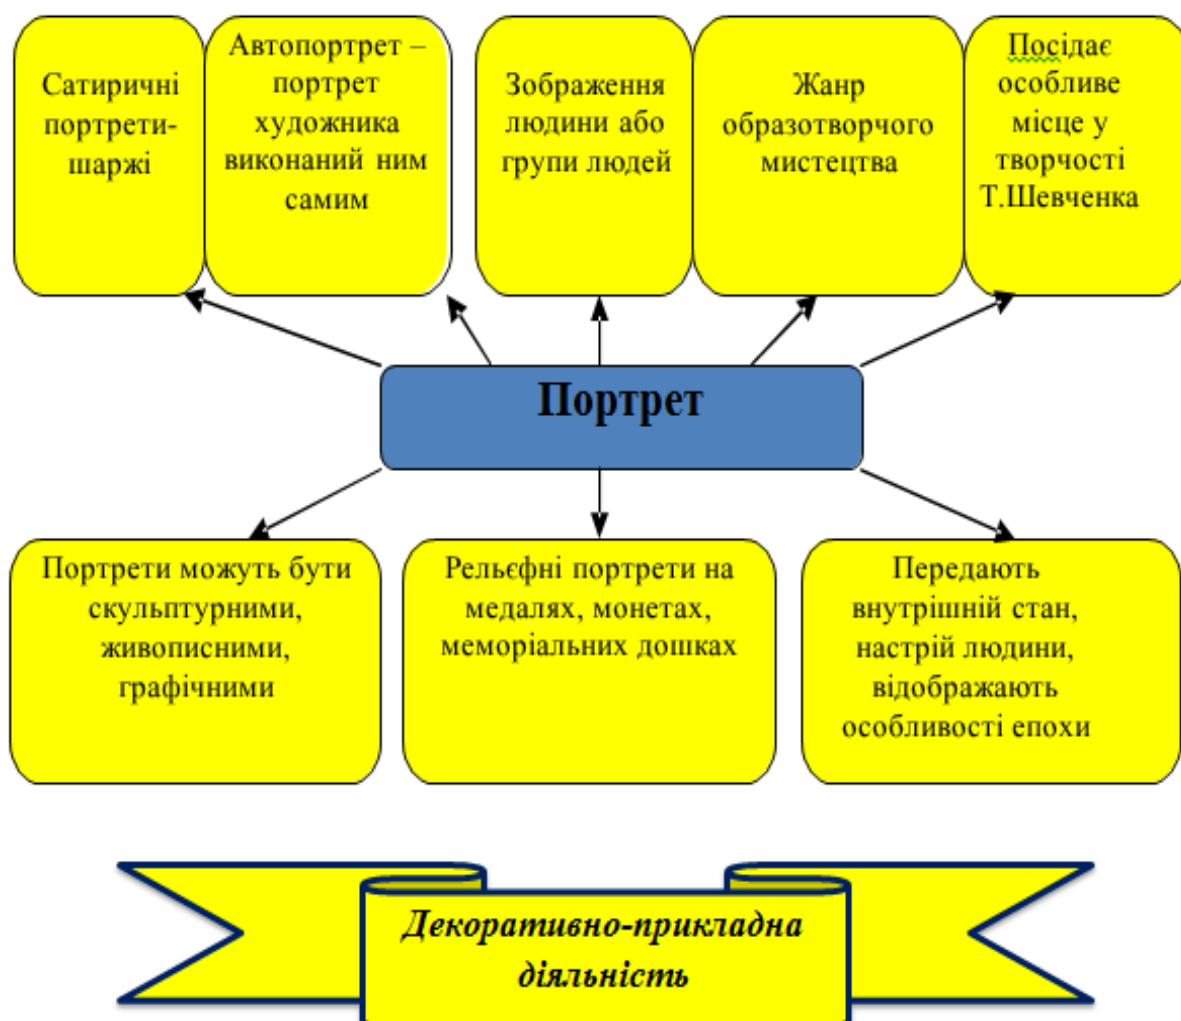 Сатиричні
портрети-
шаржі
Автопортрет –
портрет
художника
виконаний ним
самим
Зображення
людини або
групи людей
Жанр
образотворчого
мистецтва
Посідає
особливе
місце у
творчості
Т.Шевченка
Портрет
Портрети можуть бути
скульптурними,
живописними,
графічними
Рельєфні портрети на
медалях, монетах,
меморіальних дошках
Передають
внутрішній стан,
настрій людини,
відображають
особливості епохи
Декоративно-прикладна
діяльність